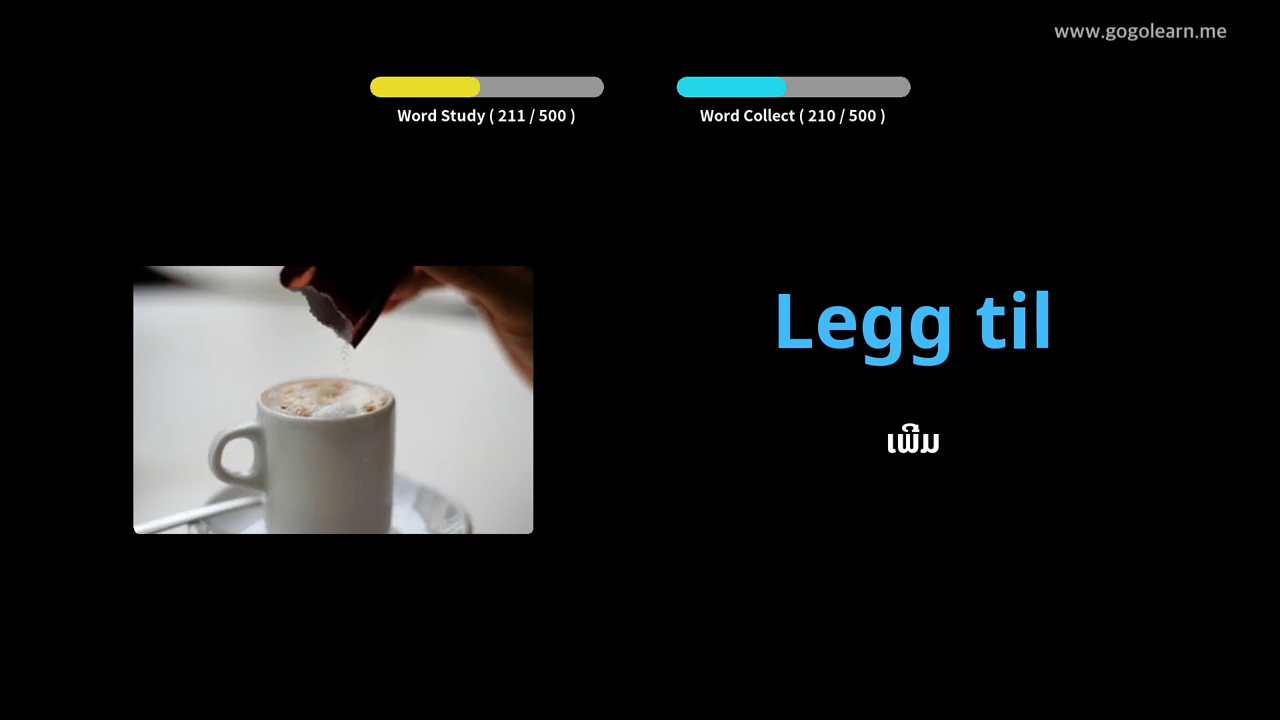 www.gogolearn.me
Word Study ( 211 / 500 )
Word Collect ( 210 / 500 )
Legg til
ເພີ່ມ